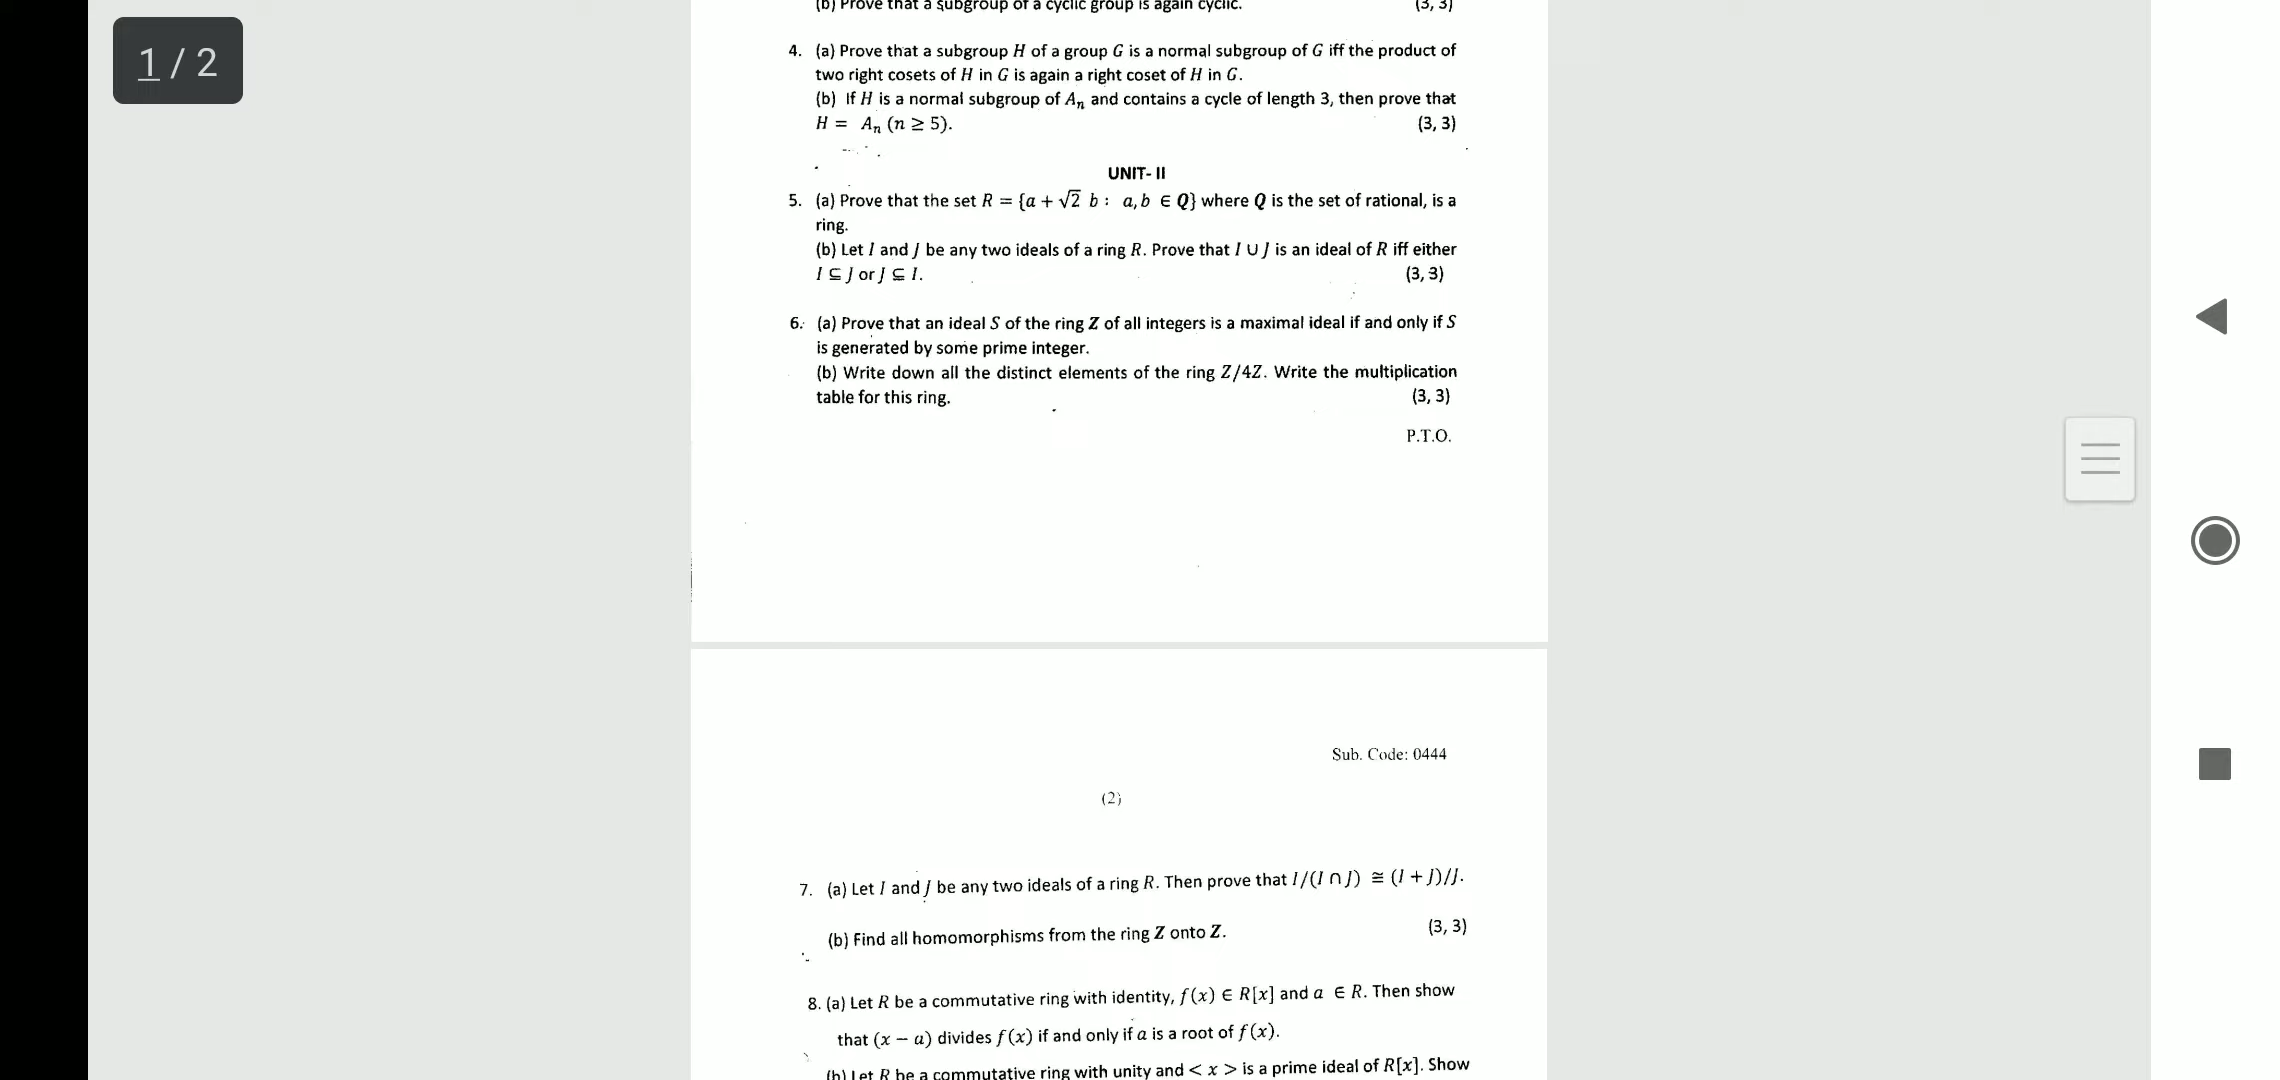 1 / 2
(b) Prove that a subgroup of a cyclic group is again cyclic. (3, 3)
4. (a) Prove that a subgroup H of a group G is a normal subgroup of G iff the product of
two right cosets of H in G is again a right coset of H in G.
(b) If H is a normal subgroup of Aₙ and contains a cycle of length 3, then prove that
H = Aₙ (n ≥ 5). (3, 3)
UNIT- II
5. (a) Prove that the set R = {a + √2 b : a, b ∈ Q} where Q is the set of rational, is a
ring.
(b) Let I and J be any two ideals of a ring R. Prove that I ∪ J is an ideal of R iff either
I ⊆ J or J ⊆ I. (3, 3)
6. (a) Prove that an ideal S of the ring Z of all integers is a maximal ideal if and only if S
is generated by some prime integer.
(b) Write down all the distinct elements of the ring Z/4Z. Write the multiplication
table for this ring. (3, 3)
P.T.O.
Sub. Code: 0444
(2)
7. (a) Let I and J be any two ideals of a ring R. Then prove that I/(I ∩ J) ≅ (I + J)/J.
(b) Find all homomorphisms from the ring Z onto Z. (3, 3)
8. (a) Let R be a commutative ring with identity, f(x) ∈ R[x] and a ∈ R. Then show
that (x − a) divides f(x) if and only if a is a root of f(x).
(b) Let R be a commutative ring with unity and < x > is a prime ideal of R[x]. Show